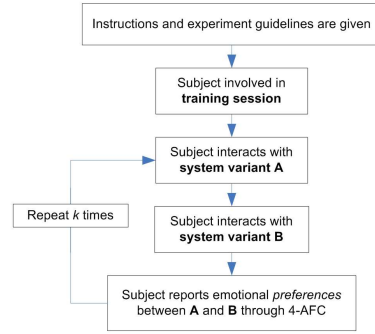 Instructions and experiment guidelines are given
Subject involved in
training session
Subject interacts with
system variant A
Repeat k times
Subject interacts with
system variant B
Subject reports emotional preferences
between A and B through 4-AFC